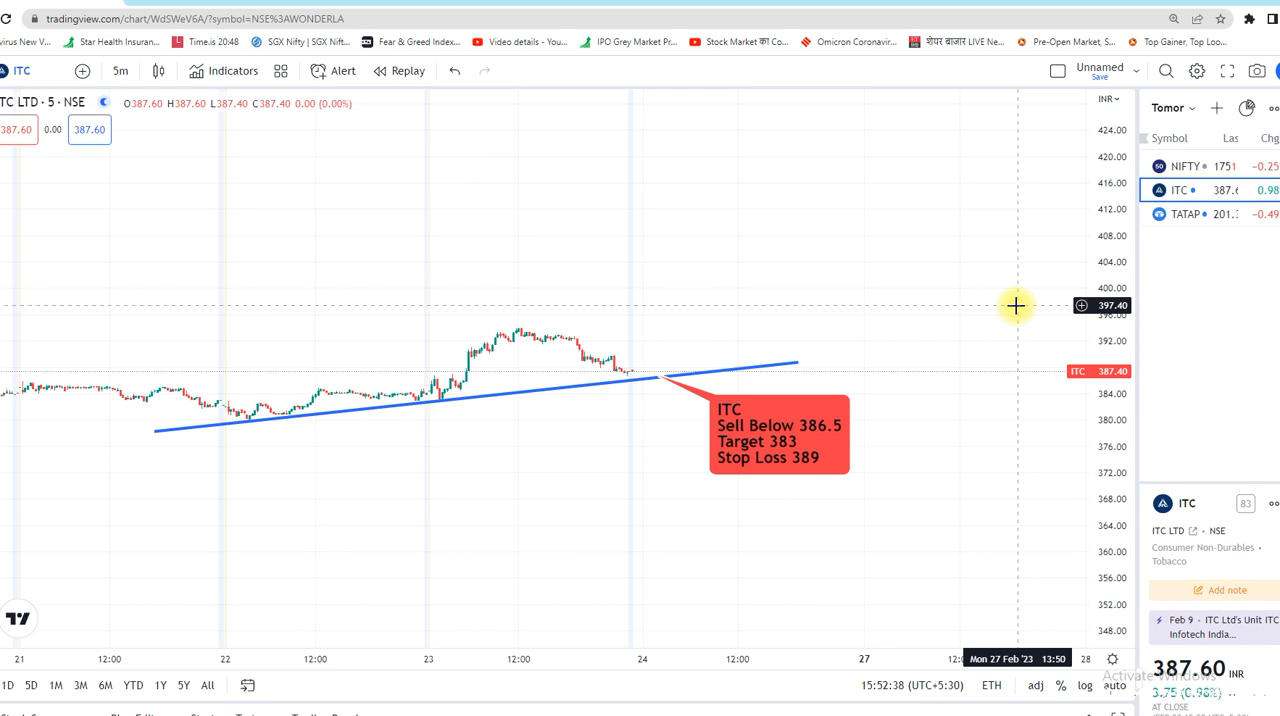 tradingview.com/chart/WdSWeV6A/?symbol=NSE%3AWONDERLA
virus New V...
Star Health Insuran...
Time.is 20:48
SGX Nifty | SGX Nift...
Fear & Greed Index...
Video details - You...
IPO Grey Market Pr...
Stock Market का Co...
Omicron Coronavir...
शेयर बाजार LIVE Ne...
Pre-Open Market, S...
Top Gainer, Top Loo...
ITC
5m
Indicators
Alert
Replay
Unnamed
Save
TC LTD · 5 · NSE
O387.60 H387.60 L387.40 C387.40 0.00 (0.00%)
387.60
0.00
387.60
INR
424.00
420.00
416.00
412.00
408.00
404.00
400.00
397.40
396.00
392.00
ITC 387.40
384.00
380.00
376.00
372.00
368.00
364.00
360.00
356.00
352.00
348.00
ITC
Sell Below 386.5
Target 383
Stop Loss 389
21
12:00
22
12:00
23
12:00
24
12:00
27
Mon 27 Feb '23 13:50
28
1D 5D 1M 3M 6M YTD 1Y 5Y All
15:52:38 (UTC+5:30)
ETH
adj % log auto
Tomor
Symbol Las Chg
50 NIFTY 1751 −0.25
ITC 387.6 0.98
TATAP 201. −0.49
ITC
83
ITC LTD · NSE
Consumer Non-Durables •
Tobacco
Add note
Feb 9 • ITC Ltd's Unit ITC
Infotech India...
387.60 INR
3.75 (0.98%)
AT CLOSE
Activate Windows